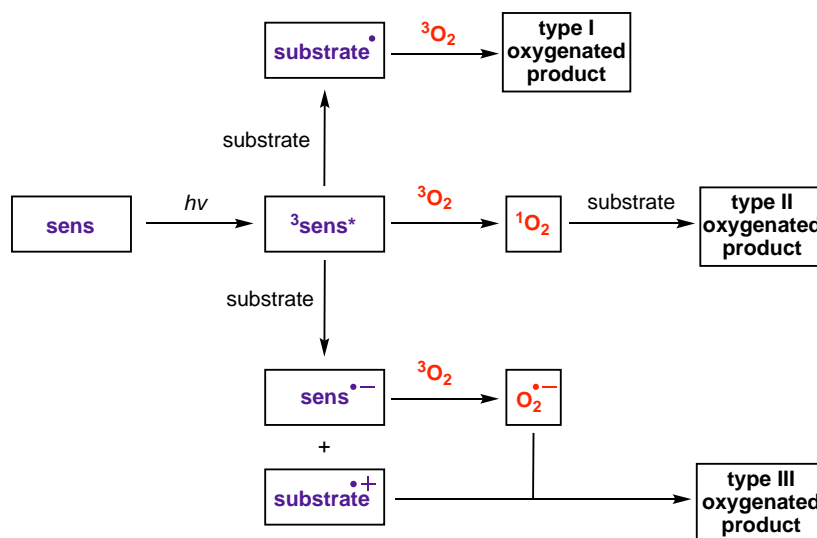 substrate•
³O₂
type I
oxygenated
product
substrate
sens
hν
³sens*
³O₂
¹O₂
substrate
type II
oxygenated
product
substrate
sens•–
³O₂
O₂•–
+
substrate•+
type III
oxygenated
product